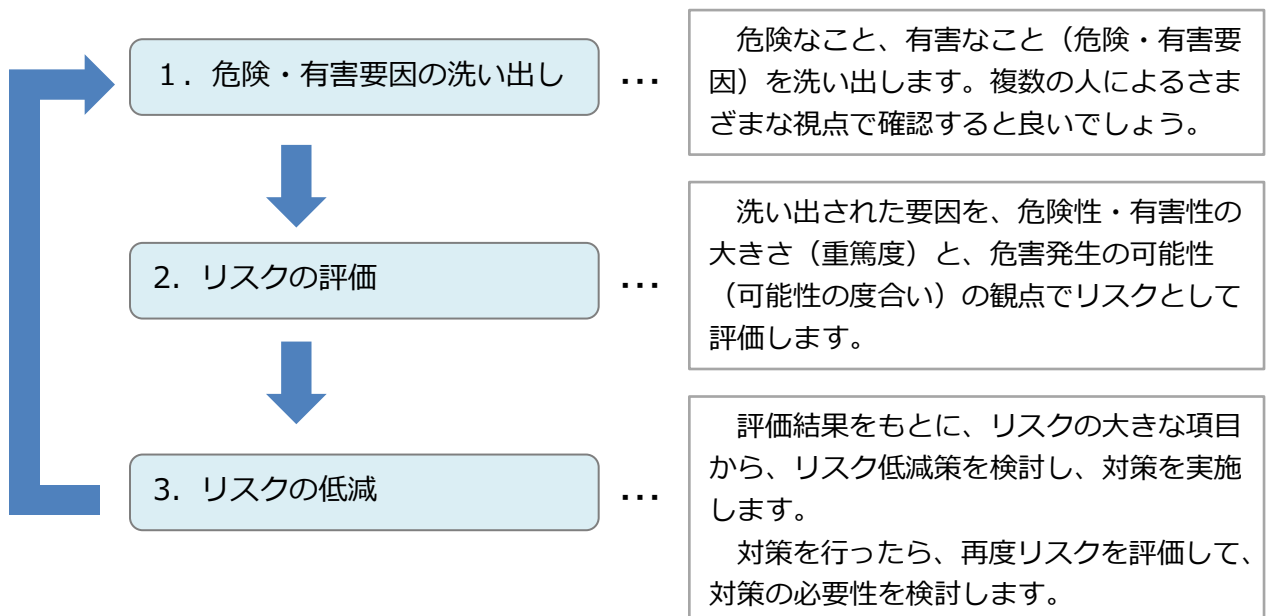 1．危険・有害要因の洗い出し
…
危険なこと、有害なこと（危険・有害要
因）を洗い出します。複数の人によるさま
ざまな視点で確認すると良いでしょう。
2．リスクの評価
…
洗い出された要因を、危険性・有害性の
大きさ（重篤度）と、危害発生の可能性
（可能性の度合い）の観点でリスクとして
評価します。
3．リスクの低減
…
評価結果をもとに、リスクの大きな項目
から、リスク低減策を検討し、対策を実施
します。
対策を行ったら、再度リスクを評価して、
対策の必要性を検討します。